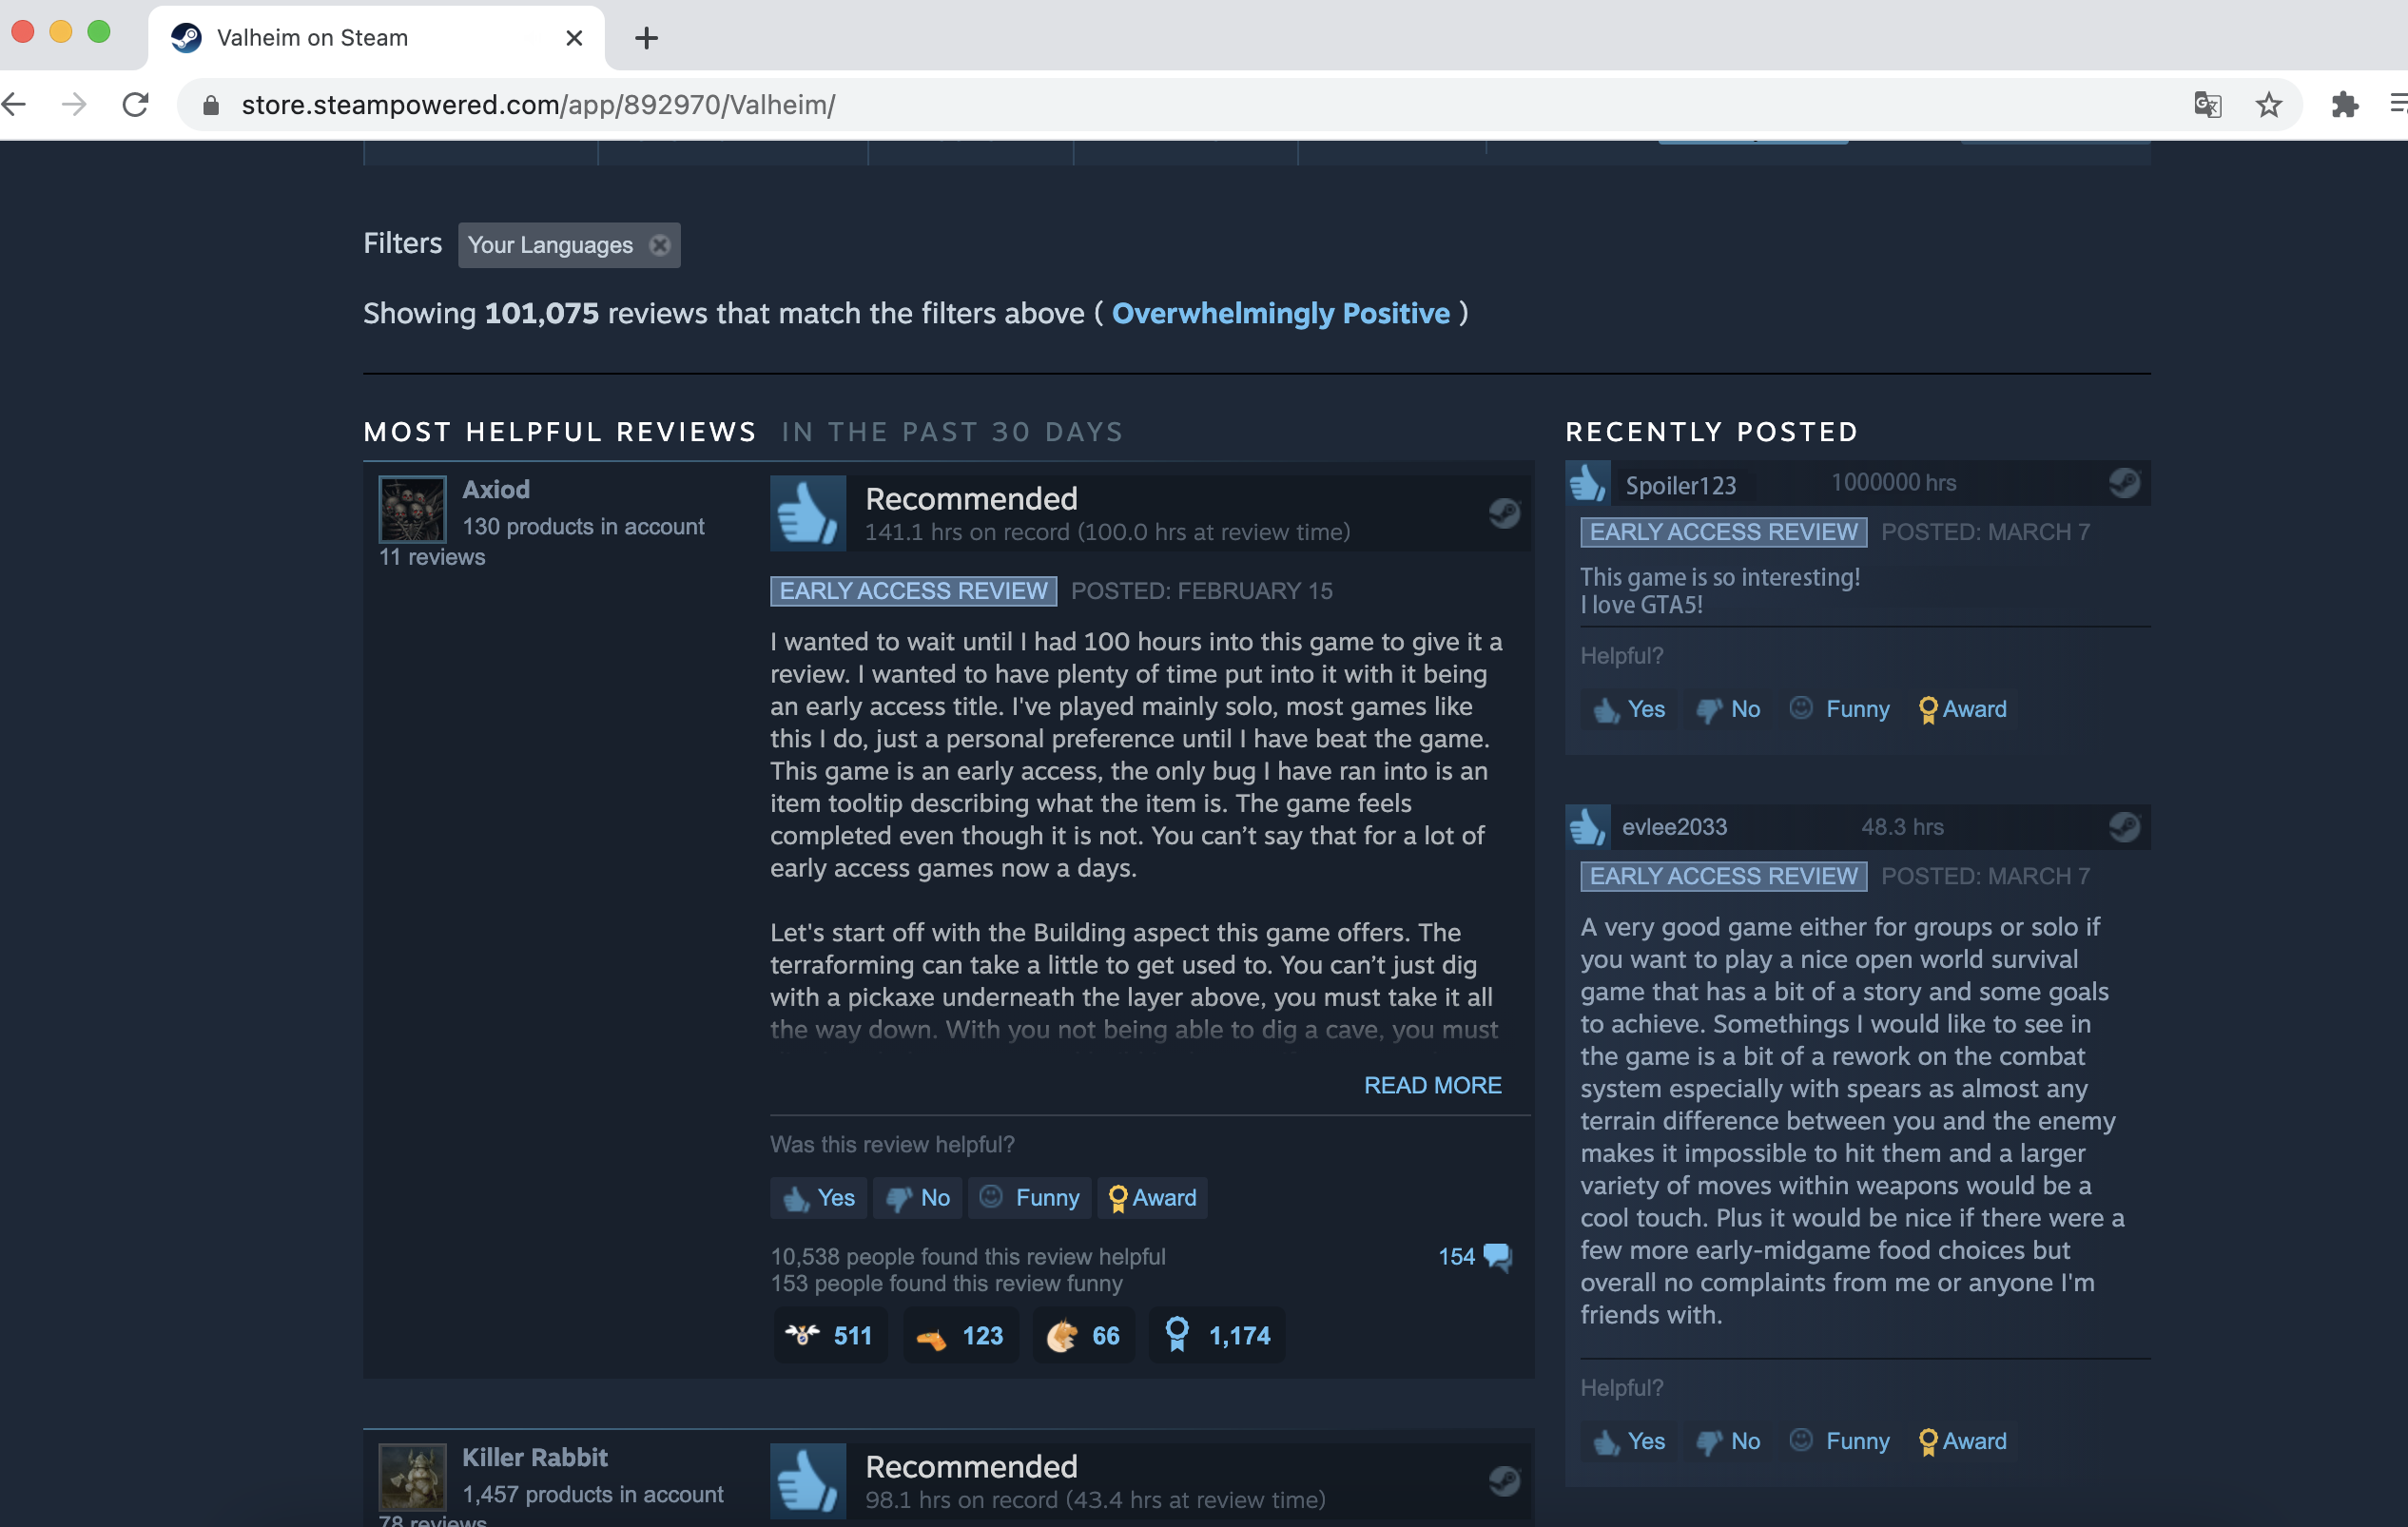 Valheim on Steam
store.steampowered.com/app/892970/Valheim/
Filters Your Languages
Showing 101,075 reviews that match the filters above ( Overwhelmingly Positive )
MOST HELPFUL REVIEWS IN THE PAST 30 DAYS
Axiod
130 products in account
11 reviews
Recommended
141.1 hrs on record (100.0 hrs at review time)
EARLY ACCESS REVIEW POSTED: FEBRUARY 15
I wanted to wait until I had 100 hours into this game to give it a
review. I wanted to have plenty of time put into it with it being
an early access title. I've played mainly solo, most games like
this I do, just a personal preference until I have beat the game.
This game is an early access, the only bug I have ran into is an
item tooltip describing what the item is. The game feels
completed even though it is not. You can’t say that for a lot of
early access games now a days.
Let's start off with the Building aspect this game offers. The
terraforming can take a little to get used to. You can’t just dig
with a pickaxe underneath the layer above, you must take it all
the way down. With you not being able to dig a cave, you must
READ MORE
Was this review helpful?
Yes No Funny Award
10,538 people found this review helpful
153 people found this review funny
154
511 123 66 1,174
Killer Rabbit
1,457 products in account
78 reviews
Recommended
98.1 hrs on record (43.4 hrs at review time)
RECENTLY POSTED
Spoiler123 1000000 hrs
EARLY ACCESS REVIEW POSTED: MARCH 7
This game is so interesting!
I love GTA5!
Helpful?
Yes No Funny Award
evlee2033 48.3 hrs
EARLY ACCESS REVIEW POSTED: MARCH 7
A very good game either for groups or solo if
you want to play a nice open world survival
game that has a bit of a story and some goals
to achieve. Somethings I would like to see in
the game is a bit of a rework on the combat
system especially with spears as almost any
terrain difference between you and the enemy
makes it impossible to hit them and a larger
variety of moves within weapons would be a
cool touch. Plus it would be nice if there were a
few more early-midgame food choices but
overall no complaints from me or anyone I'm
friends with.
Helpful?
Yes No Funny Award